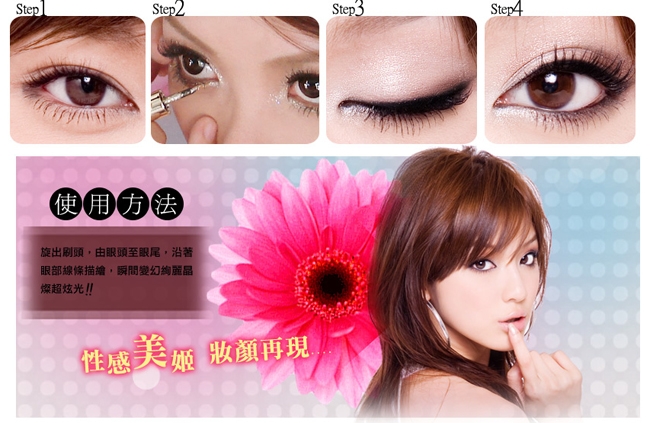 Step1
Step2
Step3
Step4
使用方法
旋出刷頭，由眼頭至眼尾，沿著
眼部線條描繪，瞬間變幻絢麗晶
燦超炫光!!
性感美姬 妝顏再現....